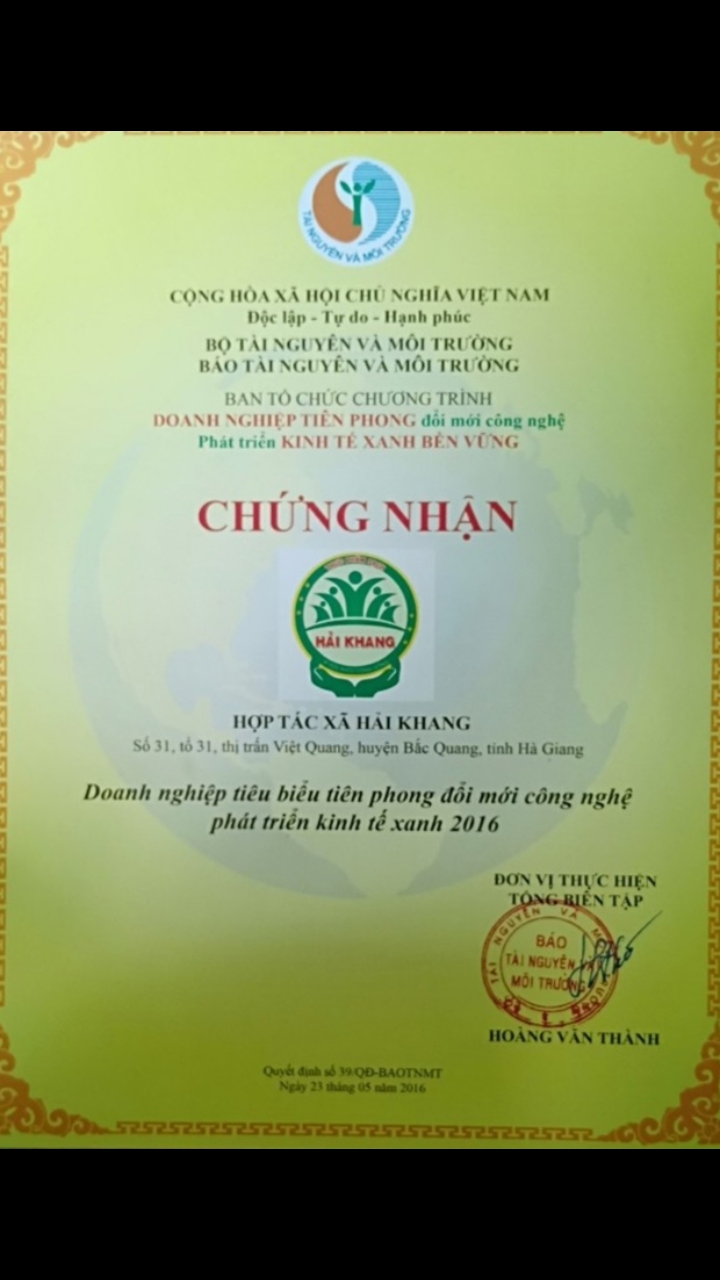 TÀI NGUYÊN VÀ MÔI TRƯỜNG
CỘNG HÒA XÃ HỘI CHỦ NGHĨA VIỆT NAM
Độc lập - Tự do - Hạnh phúc
BỘ TÀI NGUYÊN VÀ MÔI TRƯỜNG
BÁO TÀI NGUYÊN VÀ MÔI TRƯỜNG
BAN TỔ CHỨC CHƯƠNG TRÌNH
DOANH NGHIỆP TIÊN PHONG đổi mới công nghệ
Phát triển KINH TẾ XANH BỀN VỮNG
CHỨNG NHẬN
HẢI KHANG
HỢP TÁC XÃ HẢI KHANG
Số 31, tổ 31, thị trấn Việt Quang, huyện Bắc Quang, tỉnh Hà Giang
Doanh nghiệp tiêu biểu tiên phong đổi mới công nghệ
phát triển kinh tế xanh 2016
ĐƠN VỊ THỰC HIỆN
TỔNG BIÊN TẬP
TÀI NGUYÊN VÀ
BÁO
TÀI NGUYÊN VÀ
MÔI TRƯỜNG
HOÀNG VĂN THÀNH
Quyết định số 39/QĐ-BAOTNMT
Ngày 23 tháng 05 năm 2016